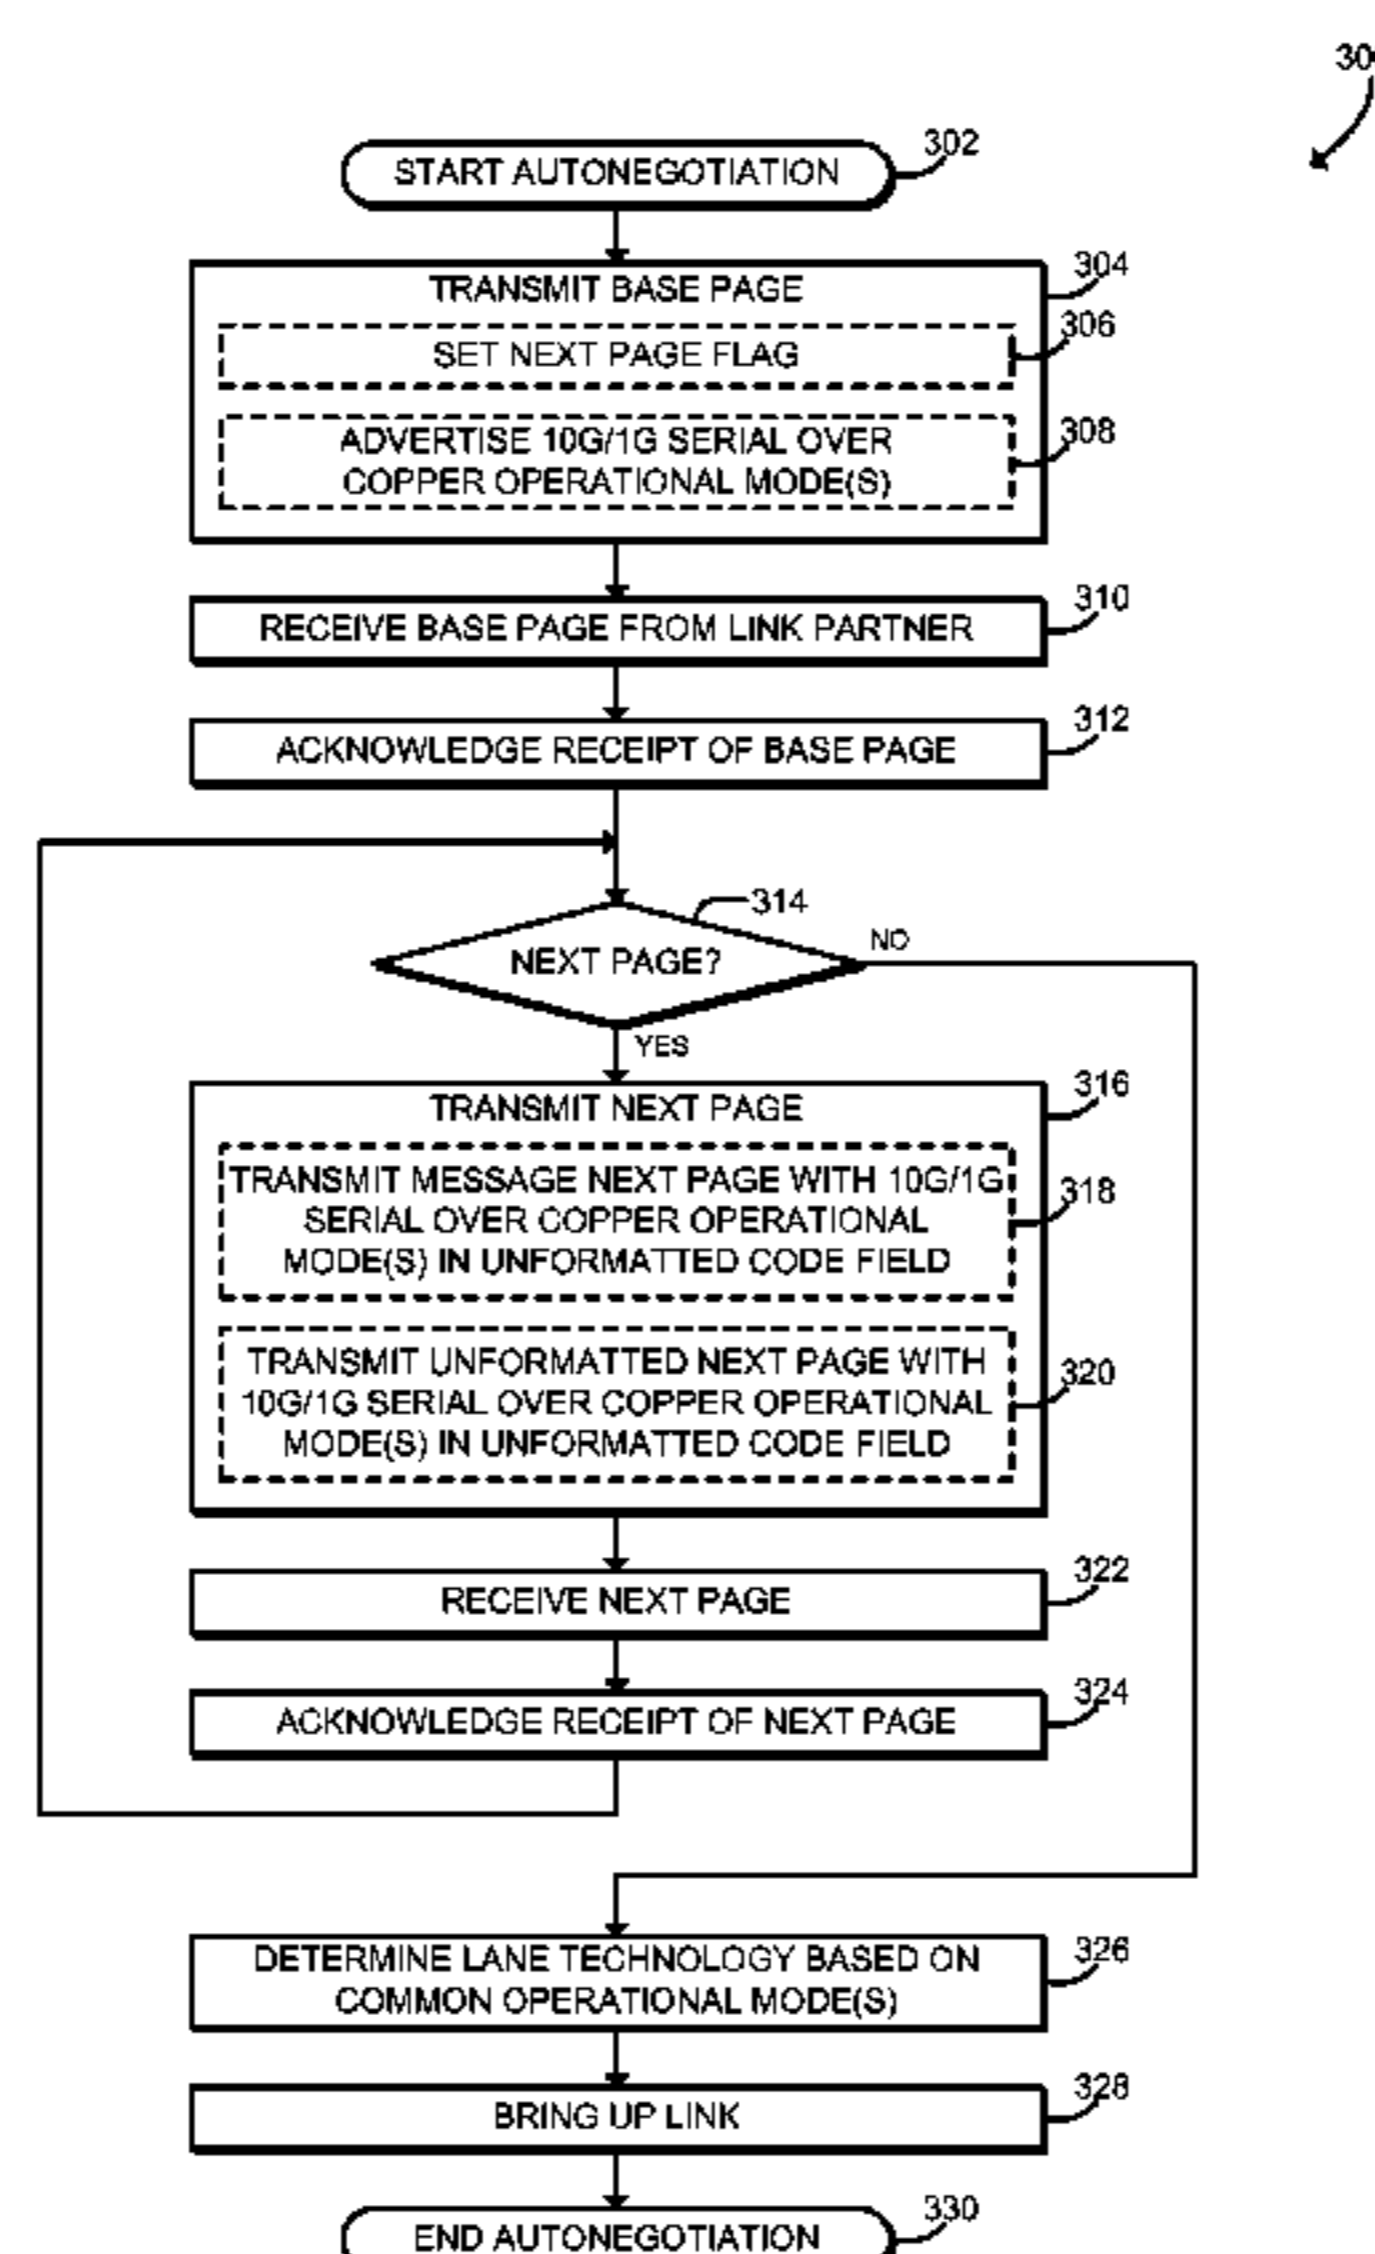 30
START AUTONEGOTIATION
302
TRANSMIT BASE PAGE
304
SET NEXT PAGE FLAG
306
ADVERTISE 10G/1G SERIAL OVER
COPPER OPERATIONAL MODE(S)
308
RECEIVE BASE PAGE FROM LINK PARTNER
310
ACKNOWLEDGE RECEIPT OF BASE PAGE
312
NEXT PAGE?
314
NO
YES
TRANSMIT NEXT PAGE
316
TRANSMIT MESSAGE NEXT PAGE WITH 10G/1G
SERIAL OVER COPPER OPERATIONAL
MODE(S) IN UNFORMATTED CODE FIELD
318
TRANSMIT UNFORMATTED NEXT PAGE WITH
10G/1G SERIAL OVER COPPER OPERATIONAL
MODE(S) IN UNFORMATTED CODE FIELD
320
RECEIVE NEXT PAGE
322
ACKNOWLEDGE RECEIPT OF NEXT PAGE
324
DETERMINE LANE TECHNOLOGY BASED ON
COMMON OPERATIONAL MODE(S)
326
BRING UP LINK
328
END AUTONEGOTIATION
330